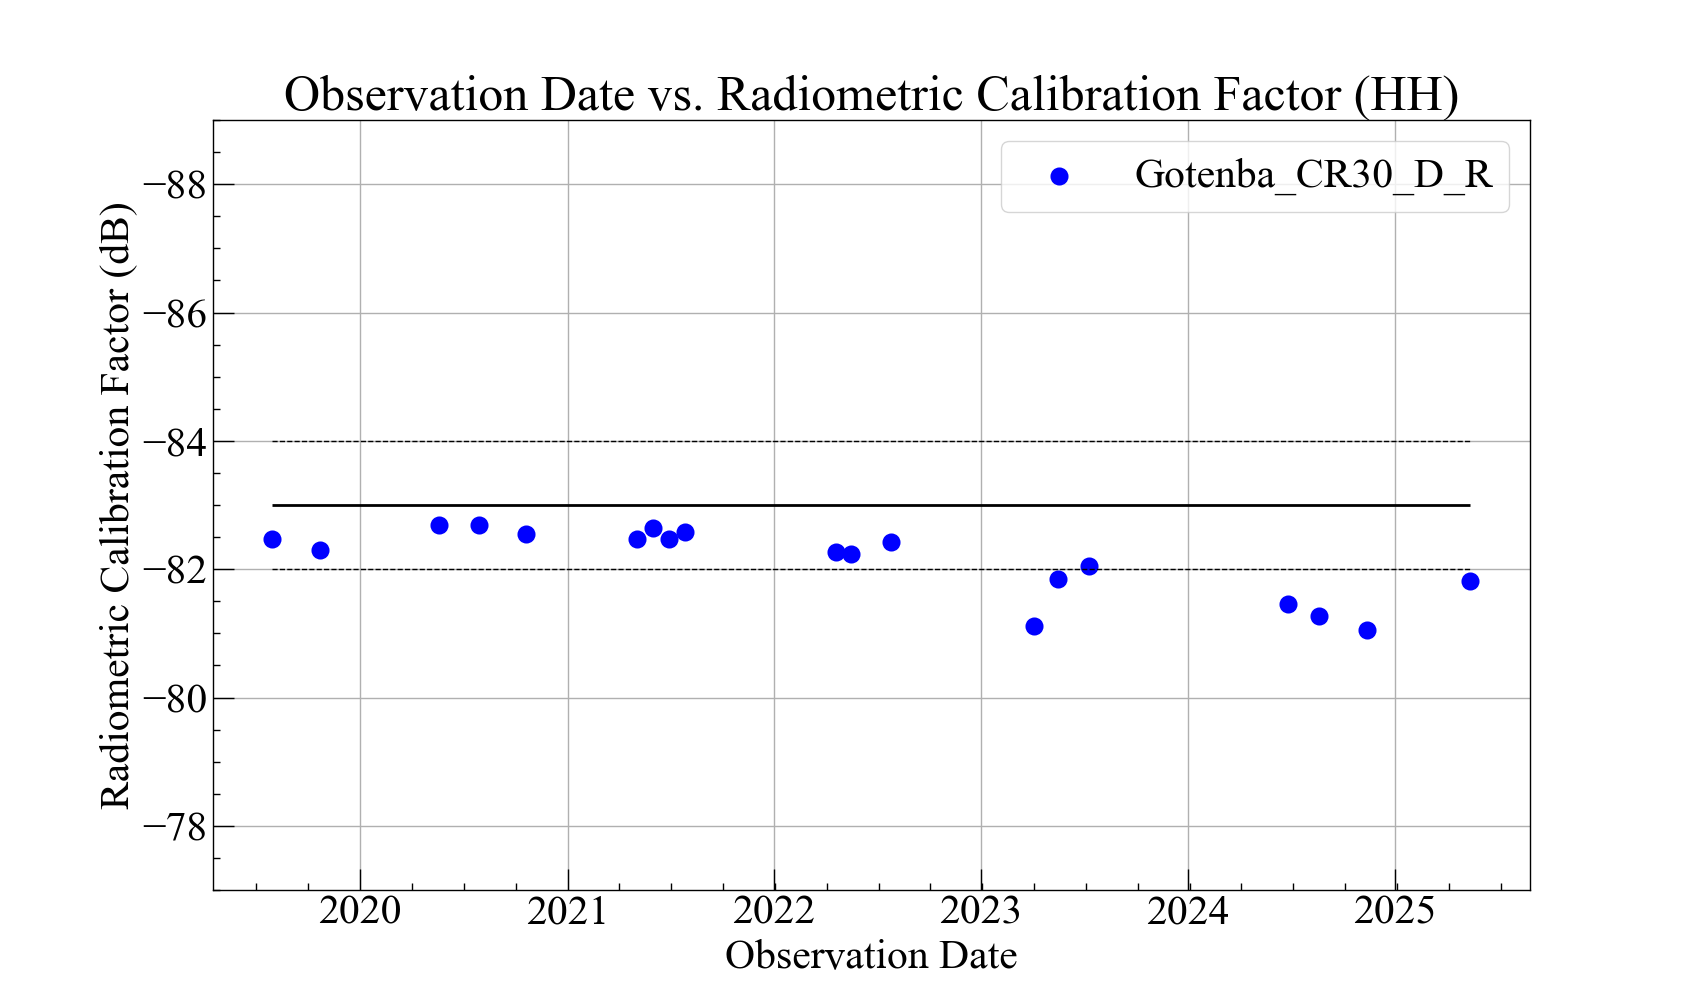 Observation Date vs. Radiometric Calibration Factor (HH)
Gotenba_CR30_D_R
Radiometric Calibration Factor (dB)
−88
−86
−84
−82
−80
−78
2020 2021 2022 2023 2024 2025
Observation Date